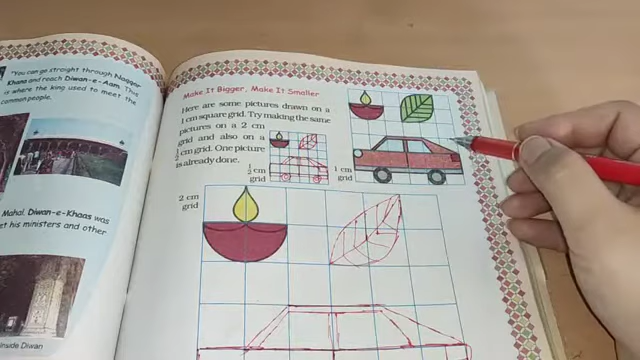 "You can go straight through Naqqar
Khana and reach Diwan-e-Aam. This
is where the king used to meet the
common people.
Mahal. Diwan-e-Khaas was
his ministers and other
Diwan
Make It Bigger, Make It Smaller
Here are some pictures drawn on a
1 cm square grid. Try making the same
pictures on a 2 cm
grid and also on a
½ cm grid. One picture
is already done.
½ cm
grid
1 cm
grid
2 cm
grid